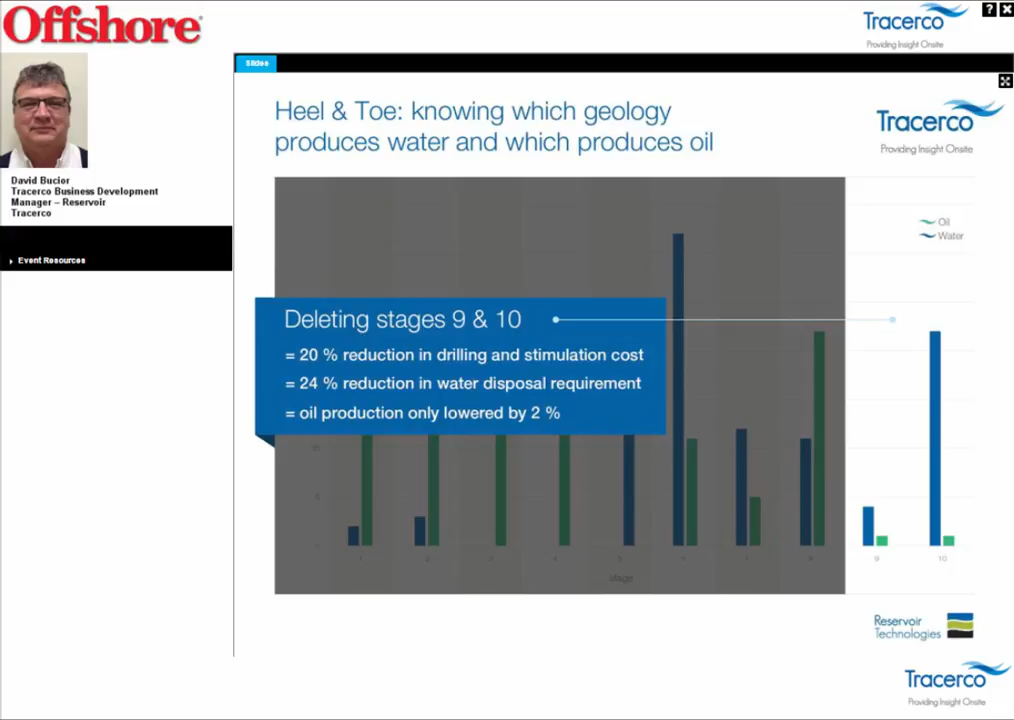 Offshore
Tracerco
Providing Insight Onsite
?
Slides
David Bucior
Tracerco Business Development
Manager – Reservoir
Tracerco
Event Resources
Heel & Toe: knowing which geology
produces water and which produces oil
Tracerco
Providing Insight Onsite
Oil
Water
Deleting stages 9 & 10
= 20 % reduction in drilling and stimulation cost
= 24 % reduction in water disposal requirement
= oil production only lowered by 2 %
9
10
stage
Reservoir
Technologies
Tracerco
Providing Insight Onsite